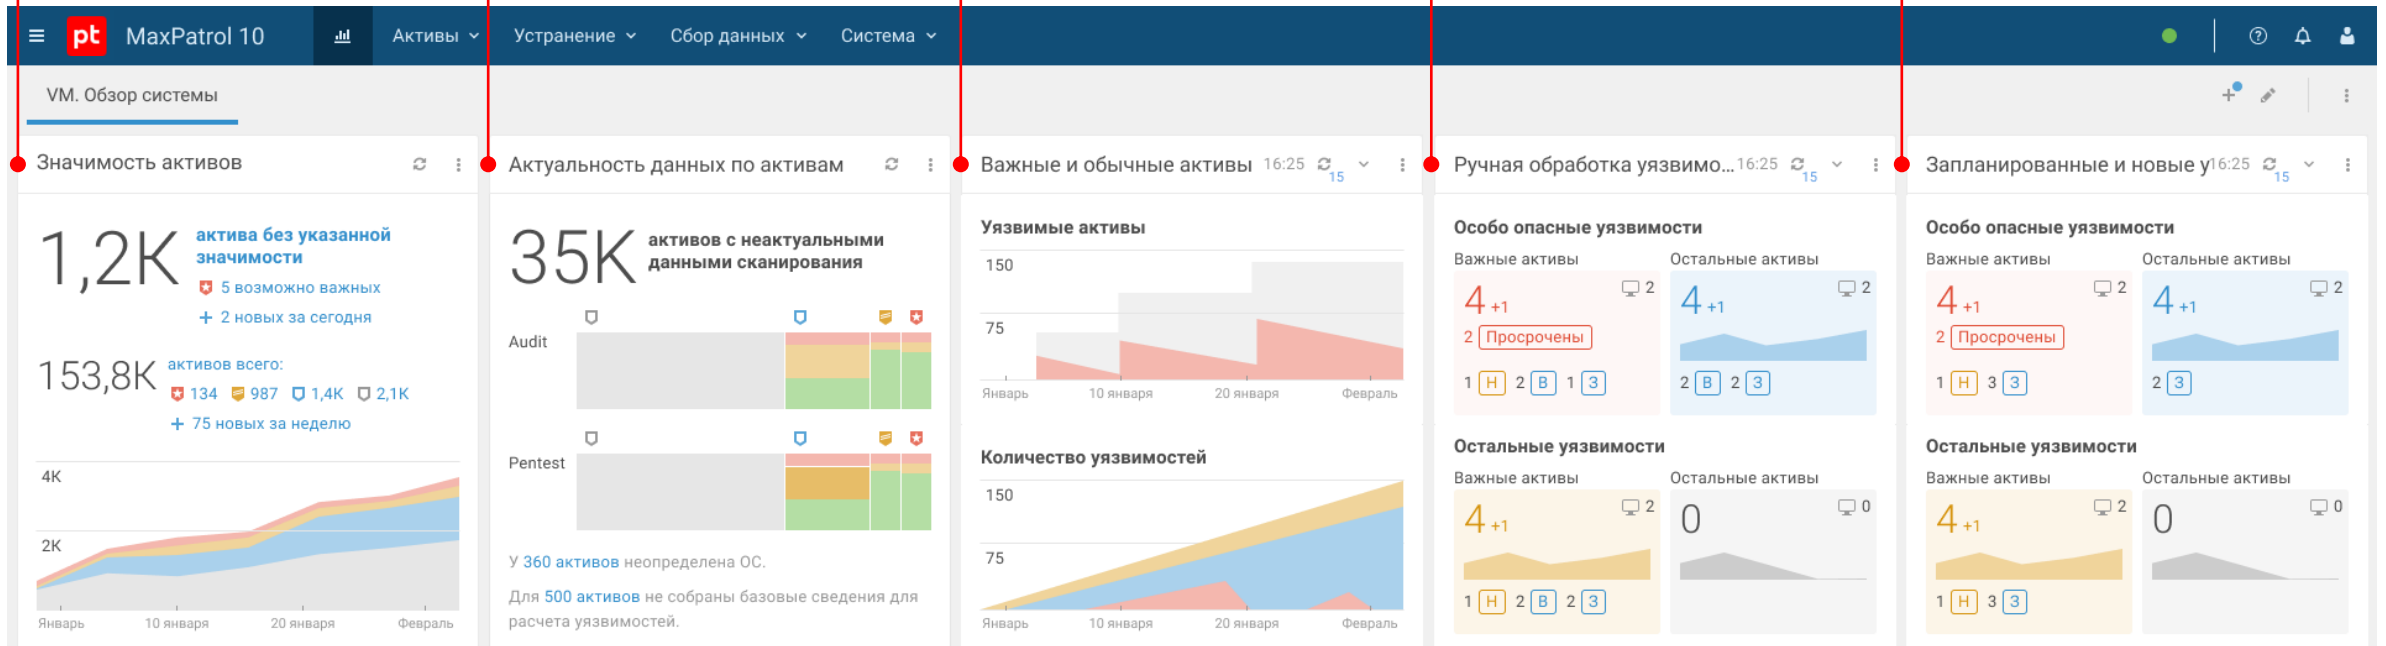 pt MaxPatrol 10 Активы Устранение Сбор данных Система ?
VM. Обзор системы
Значимость активов
1,2K актива без указанной
значимости
5 возможно важных
+ 2 новых за сегодня
153,8K активов всего:
134 987 1,4K 2,1K
+ 75 новых за неделю
4K
2K
Январь 10 января 20 января Февраль
Актуальность данных по активам
35K активов с неактуальными
данными сканирования
Audit
Pentest
У 360 активов неопределена ОС.
Для 500 активов не собраны базовые сведения для
расчета уязвимостей.
Важные и обычные активы 16:25 15
Уязвимые активы
150
75
Январь 10 января 20 января Февраль
Количество уязвимостей
150
75
Январь 10 января 20 января Февраль
Ручная обработка уязвимо... 16:25 15
Особо опасные уязвимости
Важные активы Остальные активы
4 +1 2 4 +1 2
2 Просрочены
1 Н 2 В 1 З 2 В 2 З
Остальные уязвимости
Важные активы Остальные активы
4 +1 2 0 0
1 Н 2 В 2 З
Запланированные и новые у 16:25 15
Особо опасные уязвимости
Важные активы Остальные активы
4 +1 2 4 +1 2
2 Просрочены
1 Н 3 З 2 З
Остальные уязвимости
Важные активы Остальные активы
4 +1 2 0 0
1 Н 3 З